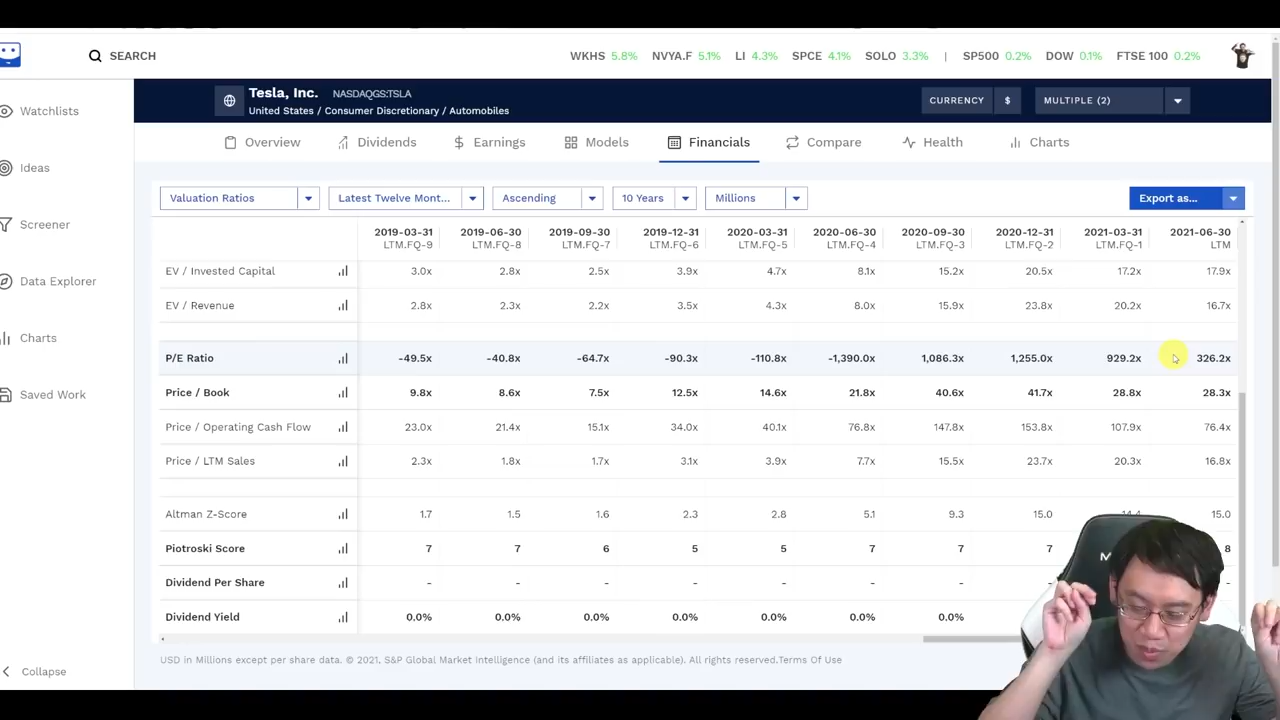 SEARCH
WKHS 5.8% NVYA.F 5.1% LI 4.3% SPCE 4.1% SOLO 3.3% | SP500 0.2% DOW 0.1% FTSE 100 0.2%
Tesla, Inc. NASDAQGS:TSLA
United States / Consumer Discretionary / Automobiles
CURRENCY $ MULTIPLE (2)
Watchlists
Ideas
Screener
Data Explorer
Charts
Saved Work
Collapse
Overview Dividends Earnings Models Financials Compare Health Charts
Valuation Ratios Latest Twelve Mont... Ascending 10 Years Millions Export as...
2019-03-31 2019-06-30 2019-09-30 2019-12-31 2020-03-31 2020-06-30 2020-09-30 2020-12-31 2021-03-31 2021-06-30
LTM.FQ-9 LTM.FQ-8 LTM.FQ-7 LTM.FQ-6 LTM.FQ-5 LTM.FQ-4 LTM.FQ-3 LTM.FQ-2 LTM.FQ-1 LTM
EV / Invested Capital 3.0x 2.8x 2.5x 3.9x 4.7x 8.1x 15.2x 20.5x 17.2x 17.9x
EV / Revenue 2.8x 2.3x 2.2x 3.5x 4.3x 8.0x 15.9x 23.8x 20.2x 16.7x
P/E Ratio -49.5x -40.8x -64.7x -90.3x -110.8x -1,390.0x 1,086.3x 1,255.0x 929.2x 326.2x
Price / Book 9.8x 8.6x 7.5x 12.5x 14.6x 21.8x 40.6x 41.7x 28.8x 28.3x
Price / Operating Cash Flow 23.0x 21.4x 15.1x 34.0x 40.1x 76.8x 147.8x 153.8x 107.9x 76.4x
Price / LTM Sales 2.3x 1.8x 1.7x 3.1x 3.9x 7.7x 15.5x 23.7x 20.3x 16.8x
Altman Z-Score 1.7 1.5 1.6 2.3 2.8 5.1 9.3 15.0 14.4 15.0
Piotroski Score 7 7 6 5 5 7 7 7 8
Dividend Per Share - - - - - - - -
Dividend Yield 0.0% 0.0% 0.0% 0.0% 0.0% 0.0% 0.0%
USD in Millions except per share data. © 2021, S&P Global Market Intelligence (and its affiliates as applicable). All rights reserved.Terms Of Use